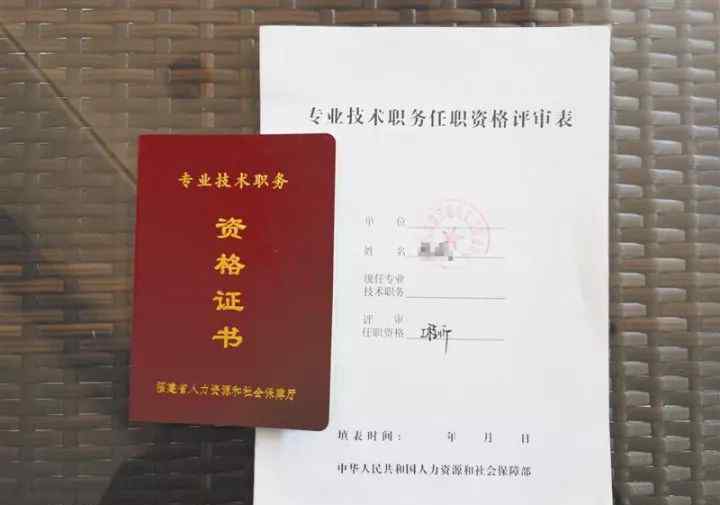 专业技术职务
资
格
证
书
福建省人力资源和社会保障厅
专业技术职务任职资格评审表
单 位
姓 名
现任专业
技术职务
评 审
任职资格
填表时间： 年 月 日
中华人民共和国人力资源和社会保障部